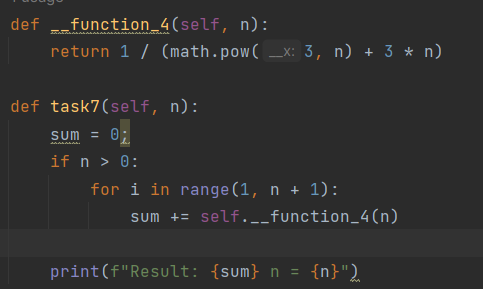 def __function_4(self, n):
    return 1 / (math.pow(__x: 3, n) + 3 * n)
def task7(self, n):
    sum = 0;
    if n > 0:
        for i in range(1, n + 1):
            sum += self.__function_4(n)
    print(f"Result: {sum} n = {n}")